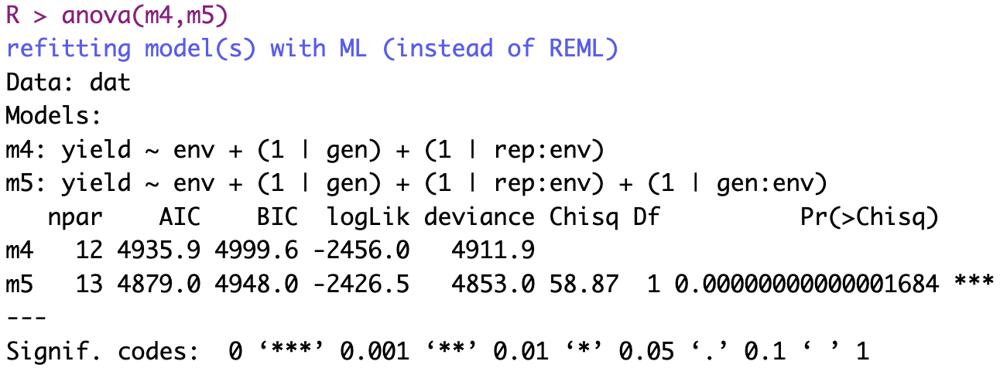 R > anova(m4,m5)
refitting model(s) with ML (instead of REML)
Data: dat
Models:
m4: yield ~ env + (1 | gen) + (1 | rep:env)
m5: yield ~ env + (1 | gen) + (1 | rep:env) + (1 | gen:env)
   npar    AIC    BIC  logLik deviance Chisq Df            Pr(>Chisq)
m4   12 4935.9 4999.6 -2456.0   4911.9
m5   13 4879.0 4948.0 -2426.5   4853.0 58.87  1 0.00000000000001684 ***
---
Signif. codes:  0 ‘***’ 0.001 ‘**’ 0.01 ‘*’ 0.05 ‘.’ 0.1 ‘ ’ 1